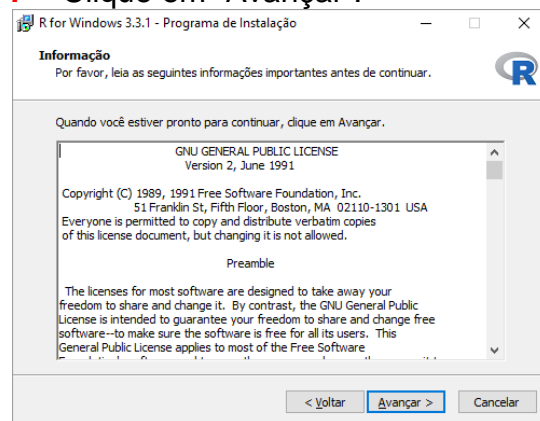 Clique em "Avançar".
R for Windows 3.3.1 - Programa de Instalação
Informação
Por favor, leia as seguintes informações importantes antes de continuar.
R
Quando você estiver pronto para continuar, clique em Avançar.
GNU GENERAL PUBLIC LICENSE
Version 2, June 1991
Copyright (C) 1989, 1991 Free Software Foundation, Inc.
51 Franklin St, Fifth Floor, Boston, MA 02110-1301 USA
Everyone is permitted to copy and distribute verbatim copies
of this license document, but changing it is not allowed.
Preamble
The licenses for most software are designed to take away your
freedom to share and change it. By contrast, the GNU General Public
License is intended to guarantee your freedom to share and change free
software--to make sure the software is free for all its users. This
General Public License applies to most of the Free Software
< Voltar Avançar > Cancelar